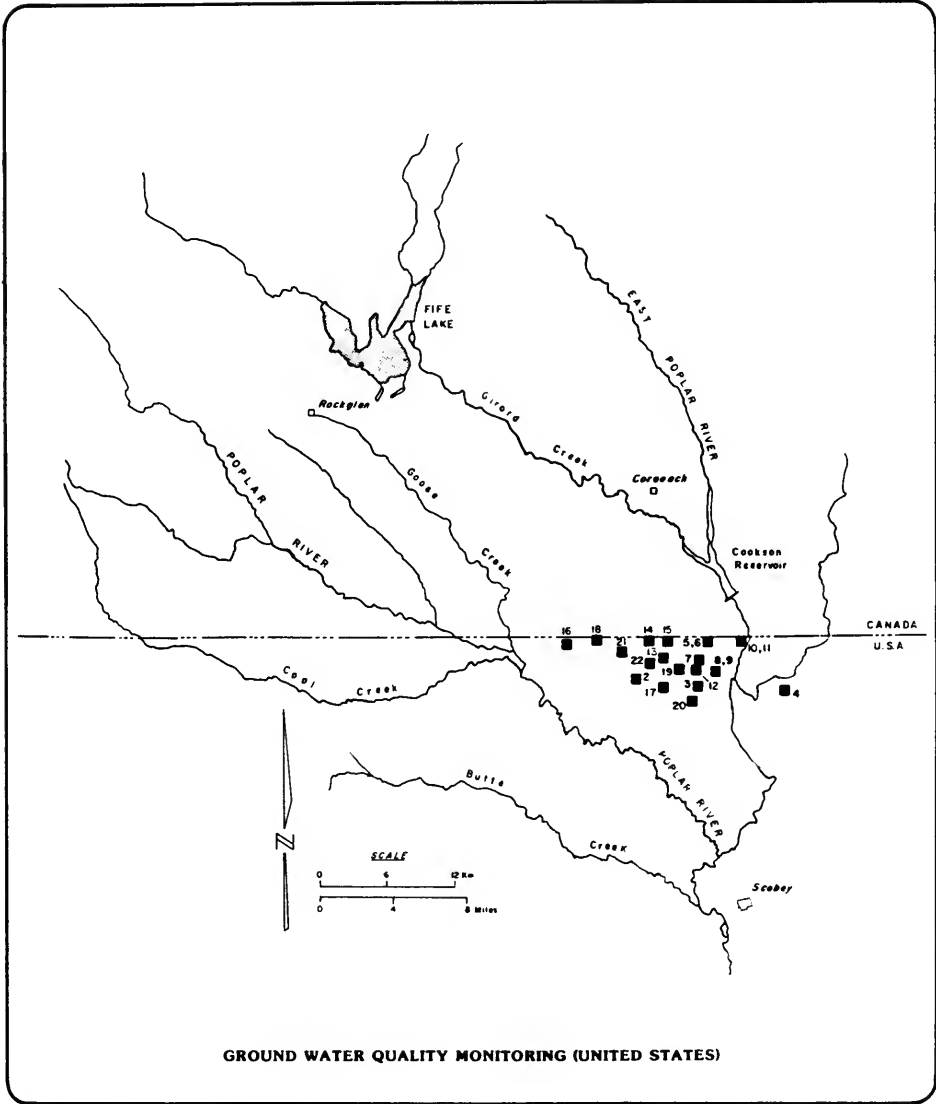 FIFE
LAKE
EAST POPLAR RIVER
Rockglen
Girard Creek
Goose Creek
Coronach
POPLAR RIVER
Cookson
Reservoir
CANADA
U.S.A
16
18
21
14
15
5,6
10,11
13
22
7
8,9
19
2
12
17
3
4
20
Cool Creek
POPLAR RIVER
Butte Creek
Scobey
N
SCALE
0 6 12 Km
0 4 8 Miles
GROUND WATER QUALITY MONITORING (UNITED STATES)